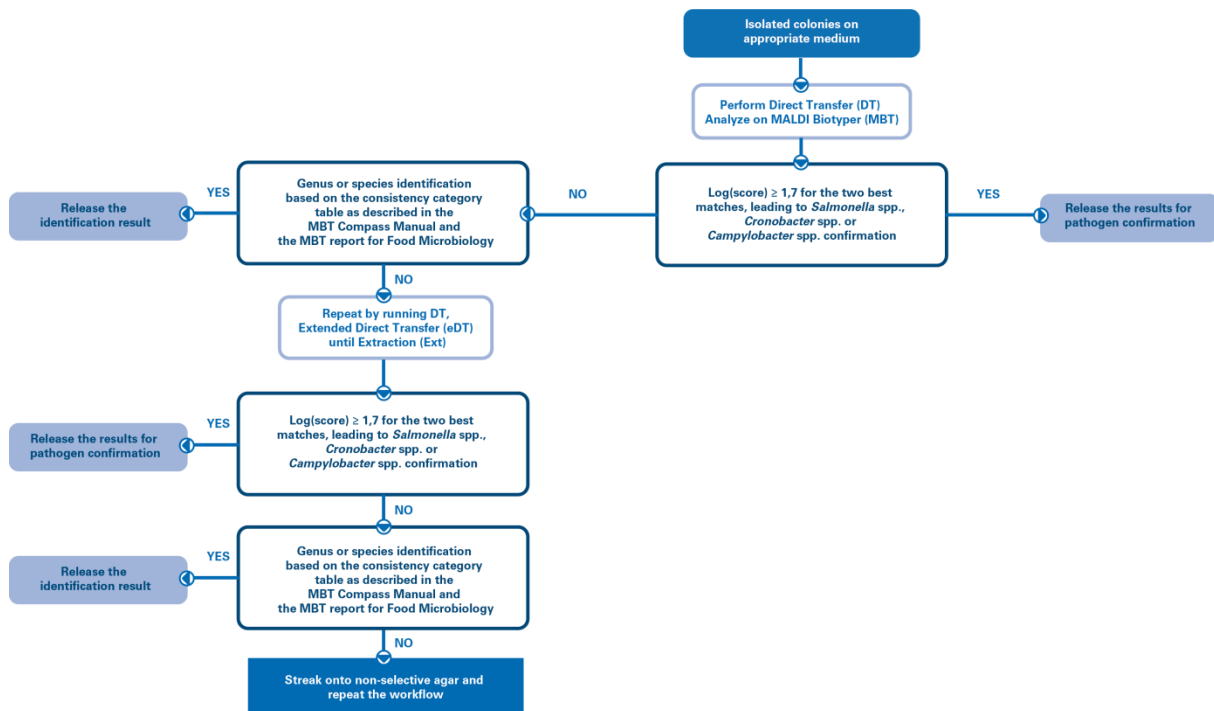 Isolated colonies on
appropriate medium
Perform Direct Transfer (DT)
Analyze on MALDI Biotyper (MBT)
Log(score) ≥ 1,7 for the two best
matches, leading to Salmonella spp.,
Cronobacter spp. or
Campylobacter spp. confirmation
YES
Release the results for
pathogen confirmation
NO
Genus or species identification
based on the consistency category
table as described in the
MBT Compass Manual and
the MBT report for Food Microbiology
YES
Release the
identification result
NO
Repeat by running DT,
Extended Direct Transfer (eDT)
until Extraction (Ext)
Log(score) ≥ 1,7 for the two best
matches, leading to Salmonella spp.,
Cronobacter spp. or
Campylobacter spp. confirmation
YES
Release the results for
pathogen confirmation
NO
Genus or species identification
based on the consistency category
table as described in the
MBT Compass Manual and
the MBT report for Food Microbiology
YES
Release the
identification result
NO
Streak onto non-selective agar and
repeat the workflow